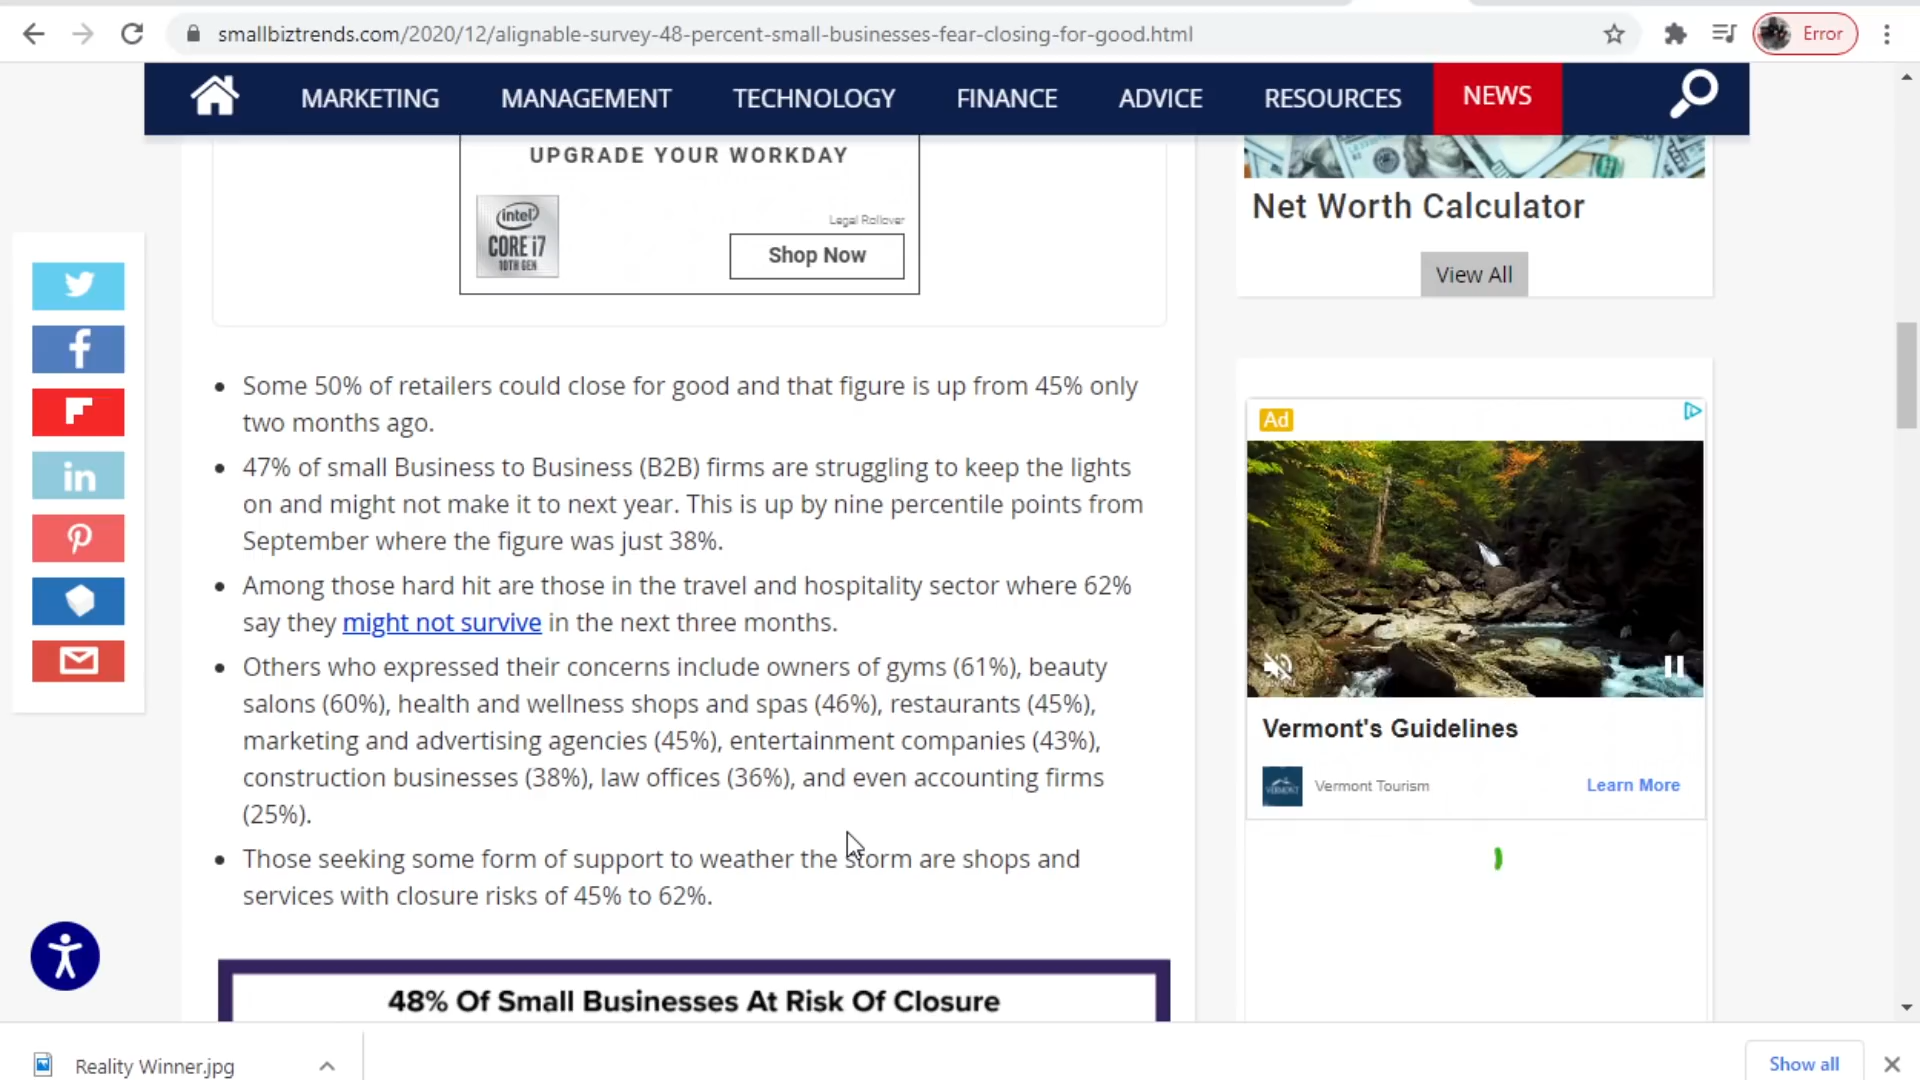 smallbiztrends.com/2020/12/alignable-survey-48-percent-small-businesses-fear-closing-for-good.html
Error
MARKETING
MANAGEMENT
TECHNOLOGY
FINANCE
ADVICE
RESOURCES
NEWS
UPGRADE YOUR WORKDAY
intel
CORE i7
10TH GEN
Legal Rollover
Shop Now
Net Worth Calculator
View All
Some 50% of retailers could close for good and that figure is up from 45% only
two months ago.
47% of small Business to Business (B2B) firms are struggling to keep the lights
on and might not make it to next year. This is up by nine percentile points from
September where the figure was just 38%.
Among those hard hit are those in the travel and hospitality sector where 62%
say they might not survive in the next three months.
Others who expressed their concerns include owners of gyms (61%), beauty
salons (60%), health and wellness shops and spas (46%), restaurants (45%),
marketing and advertising agencies (45%), entertainment companies (43%),
construction businesses (38%), law offices (36%), and even accounting firms
(25%).
Those seeking some form of support to weather the storm are shops and
services with closure risks of 45% to 62%.
48% Of Small Businesses At Risk Of Closure
Ad
Vermont's Guidelines
VERMONT
Vermont Tourism
Learn More
Reality Winner.jpg
Show all